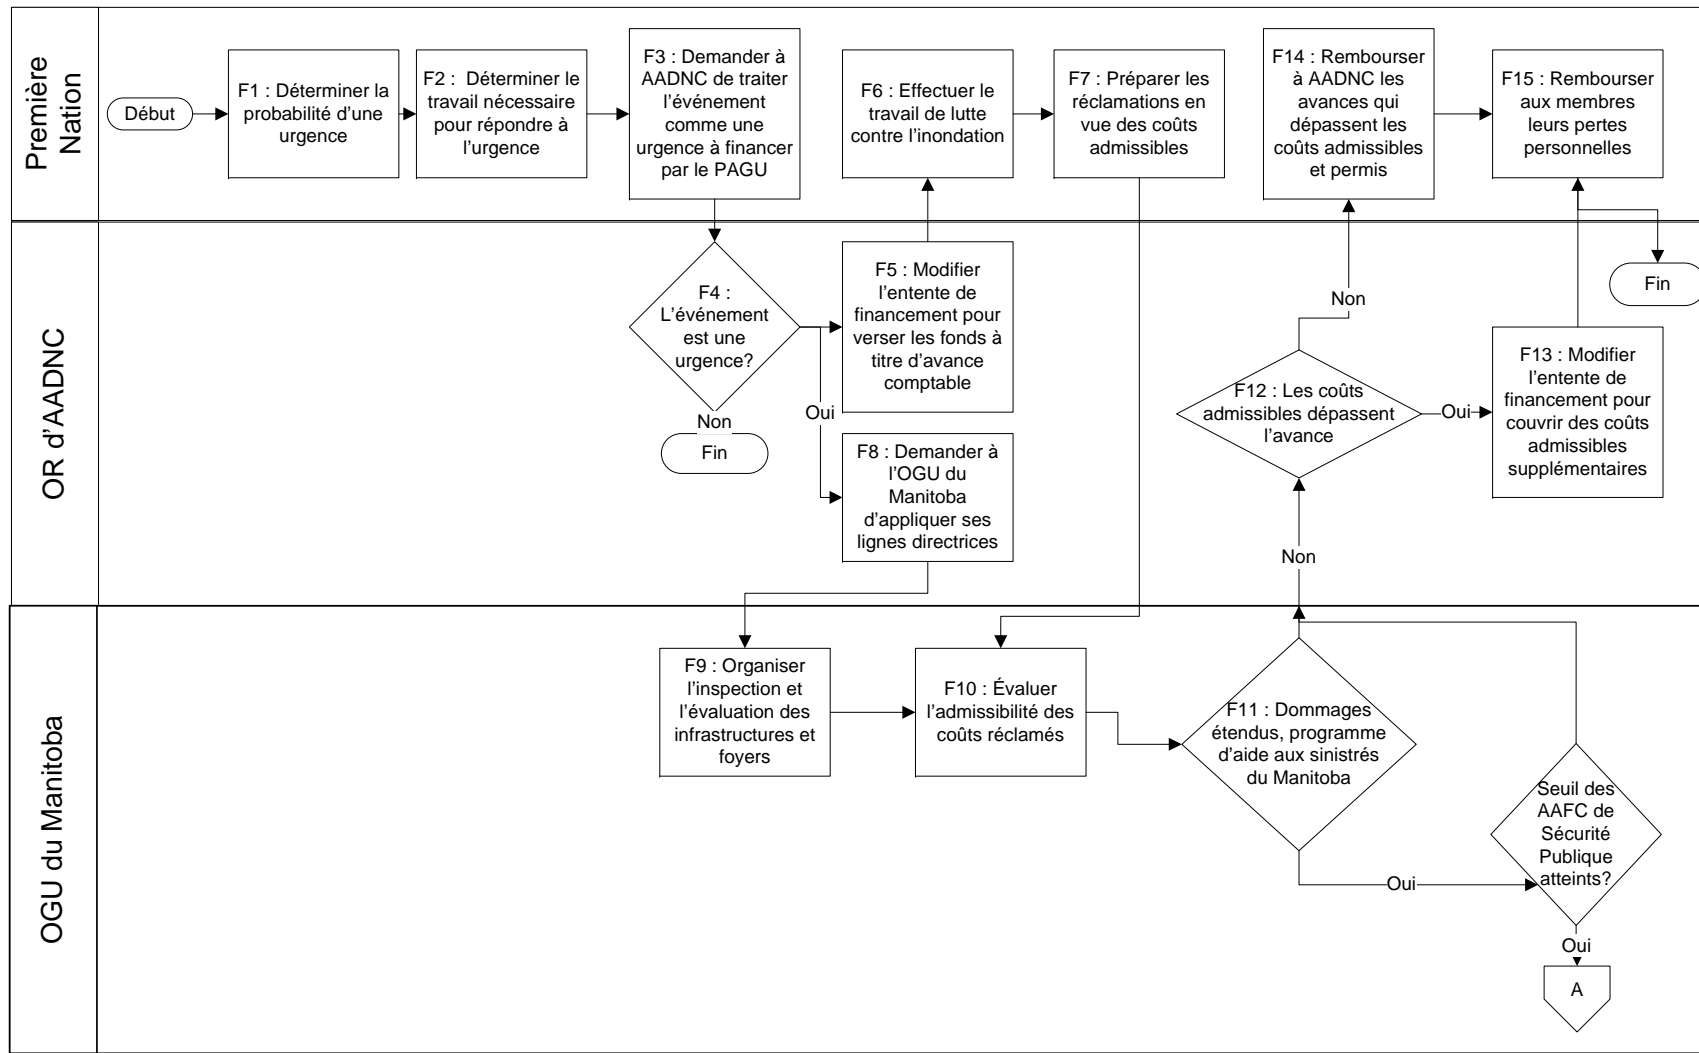 Première
Nation
Début
F1 : Déterminer la
probabilité d’une
urgence
F2 :  Déterminer le
travail nécessaire
pour répondre à
l’urgence
F3 : Demander à
AADNC de traiter
l’événement
comme une
urgence à financer
par le PAGU
F6 : Effectuer le
travail de lutte
contre l’inondation
F7 : Préparer les
réclamations en
vue des coûts
admissibles
F14 : Rembourser
à AADNC les
avances qui
dépassent les
coûts admissibles
et permis
F15 : Rembourser
aux membres
leurs pertes
personnelles
OR d’AADNC
F4 :
L’événement
est une
urgence?
Non
Fin
Oui
F5 : Modifier
l’entente de
financement pour
verser les fonds à
titre d’avance
comptable
F8 : Demander à
l’OGU du
Manitoba
d’appliquer ses
lignes directrices
Non
F12 : Les coûts
admissibles dépassent
l’avance
Oui
F13 : Modifier
l’entente de
financement pour
couvrir des coûts
admissibles
supplémentaires
Fin
Non
OGU du Manitoba
F9 : Organiser
l’inspection et
l’évaluation des
infrastructures et
foyers
F10 : Évaluer
l’admissibilité des
coûts réclamés
F11 : Dommages
étendus, programme
d’aide aux sinistrés
du Manitoba
Oui
Seuil des
AAFC de
Sécurité
Publique
atteints?
Oui
A